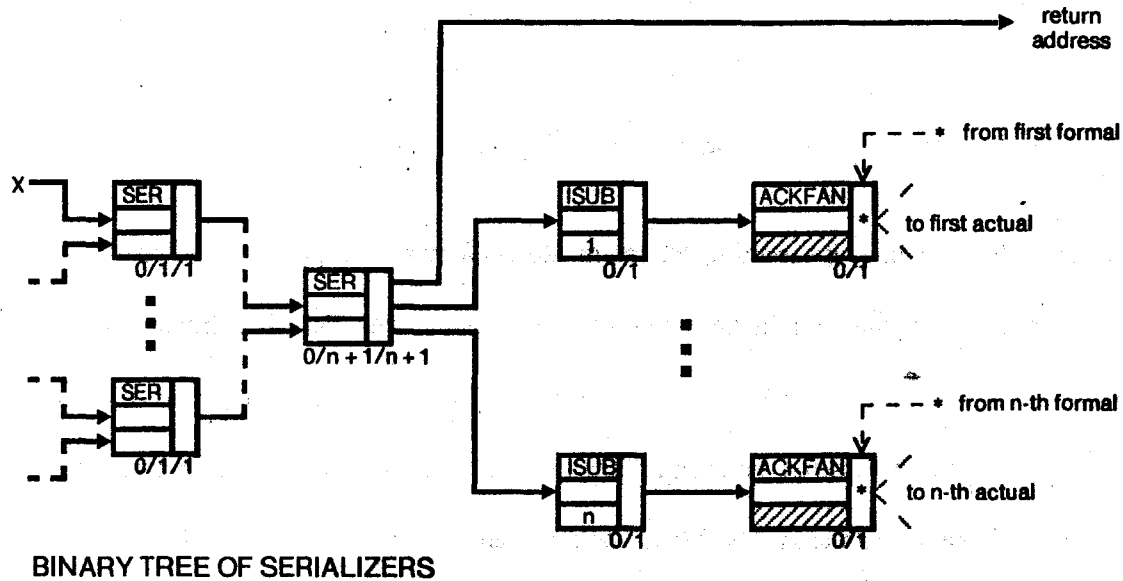 return
address
* from first formal
X
SER
ISUB
ACKFAN
*
to first actual
1
0/1/1
0/1
0/1
SER
0/n + 1/n + 1
* from n-th formal
SER
ISUB
ACKFAN
*
to n-th actual
n
0/1/1
0/1
0/1
BINARY TREE OF SERIALIZERS